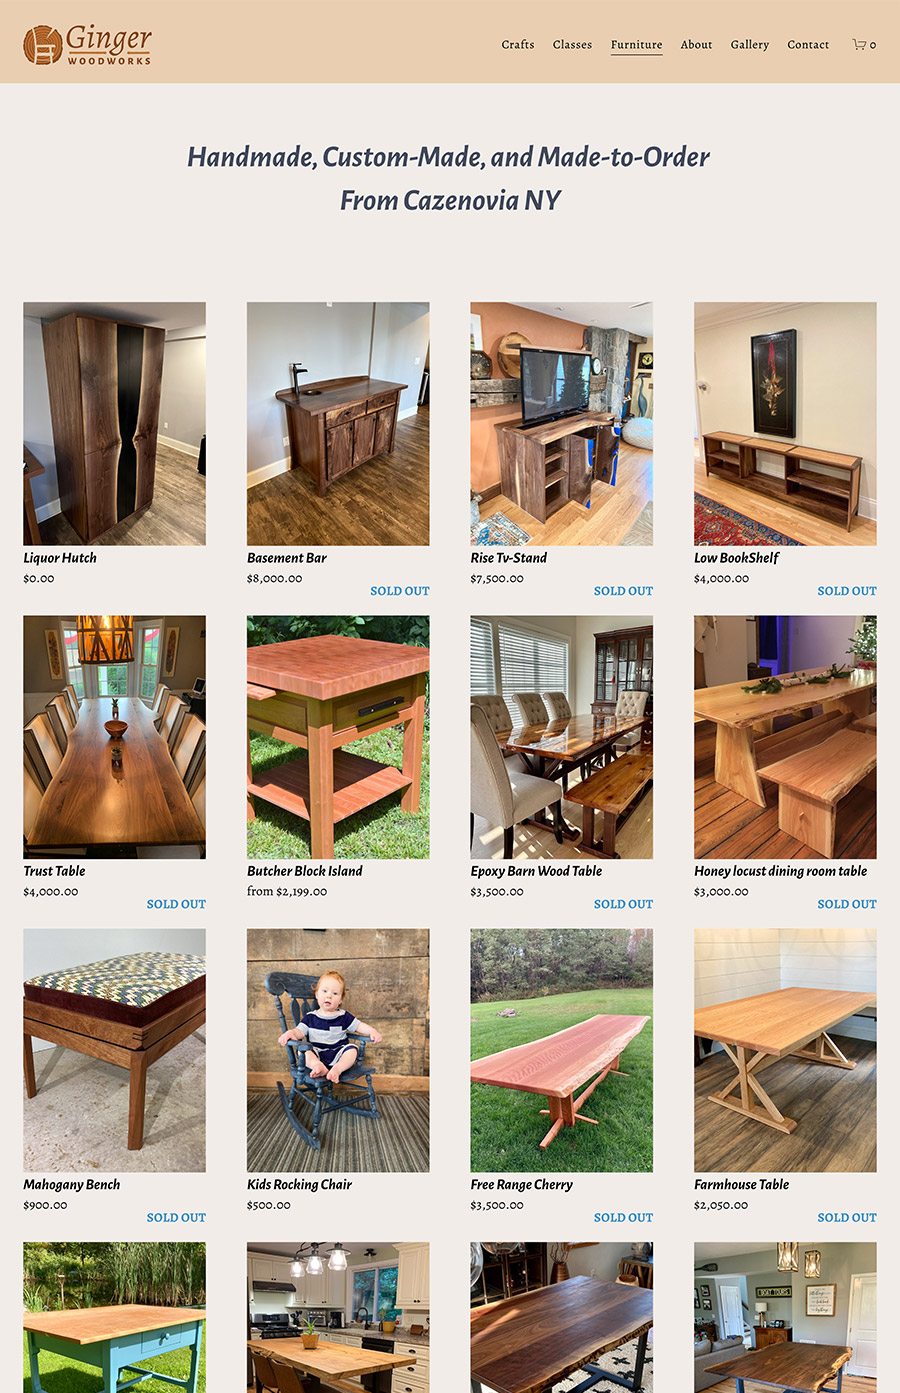 Ginger
WOODWORKS
Crafts Classes Furniture About Gallery Contact 0
Handmade, Custom-Made, and Made-to-Order
From Cazenovia NY
Liquor Hutch
$0.00
Basement Bar
$8,000.00
SOLD OUT
Rise Tv-Stand
$7,500.00
SOLD OUT
Low BookShelf
$4,000.00
SOLD OUT
Trust Table
$4,000.00
SOLD OUT
Butcher Block Island
from $2,199.00
Epoxy Barn Wood Table
$3,500.00
SOLD OUT
Honey locust dining room table
$3,000.00
SOLD OUT
Mahogany Bench
$900.00
SOLD OUT
Kids Rocking Chair
$500.00
Free Range Cherry
$3,500.00
SOLD OUT
Farmhouse Table
$2,050.00
SOLD OUT